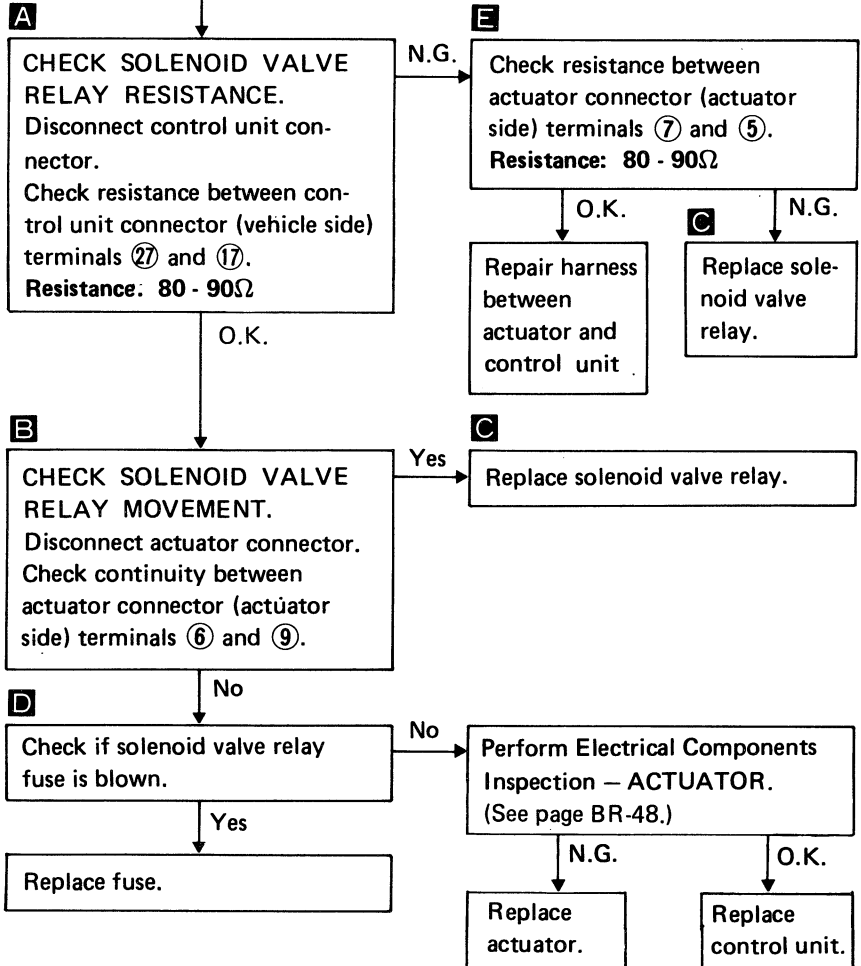 A
CHECK SOLENOID VALVE
RELAY RESISTANCE.
Disconnect control unit con-
nector.
Check resistance between con-
trol unit connector (vehicle side)
terminals ㉗ and ⑰.
Resistance: 80 - 90Ω
N.G.
E
Check resistance between
actuator connector (actuator
side) terminals ⑦ and ⑤.
Resistance: 80 - 90Ω
O.K.
Repair harness
between
actuator and
control unit
N.G.
C
Replace sole-
noid valve
relay.
O.K.
B
CHECK SOLENOID VALVE
RELAY MOVEMENT.
Disconnect actuator connector.
Check continuity between
actuator connector (actuator
side) terminals ⑥ and ⑨.
Yes
C
Replace solenoid valve relay.
No
D
Check if solenoid valve relay
fuse is blown.
Yes
Replace fuse.
No
Perform Electrical Components
Inspection — ACTUATOR.
(See page BR-48.)
N.G.
Replace
actuator.
O.K.
Replace
control unit.